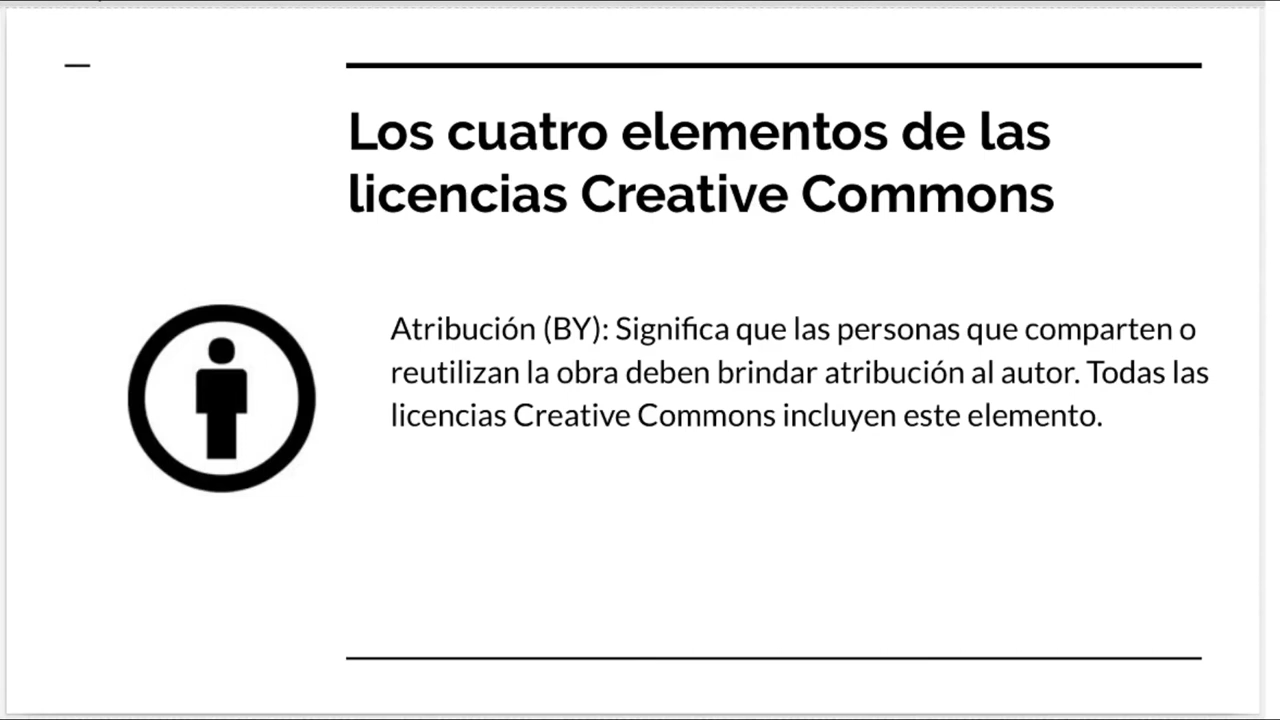 Los cuatro elementos de las
licencias Creative Commons
Atribución (BY): Significa que las personas que comparten o
reutilizan la obra deben brindar atribución al autor. Todas las
licencias Creative Commons incluyen este elemento.